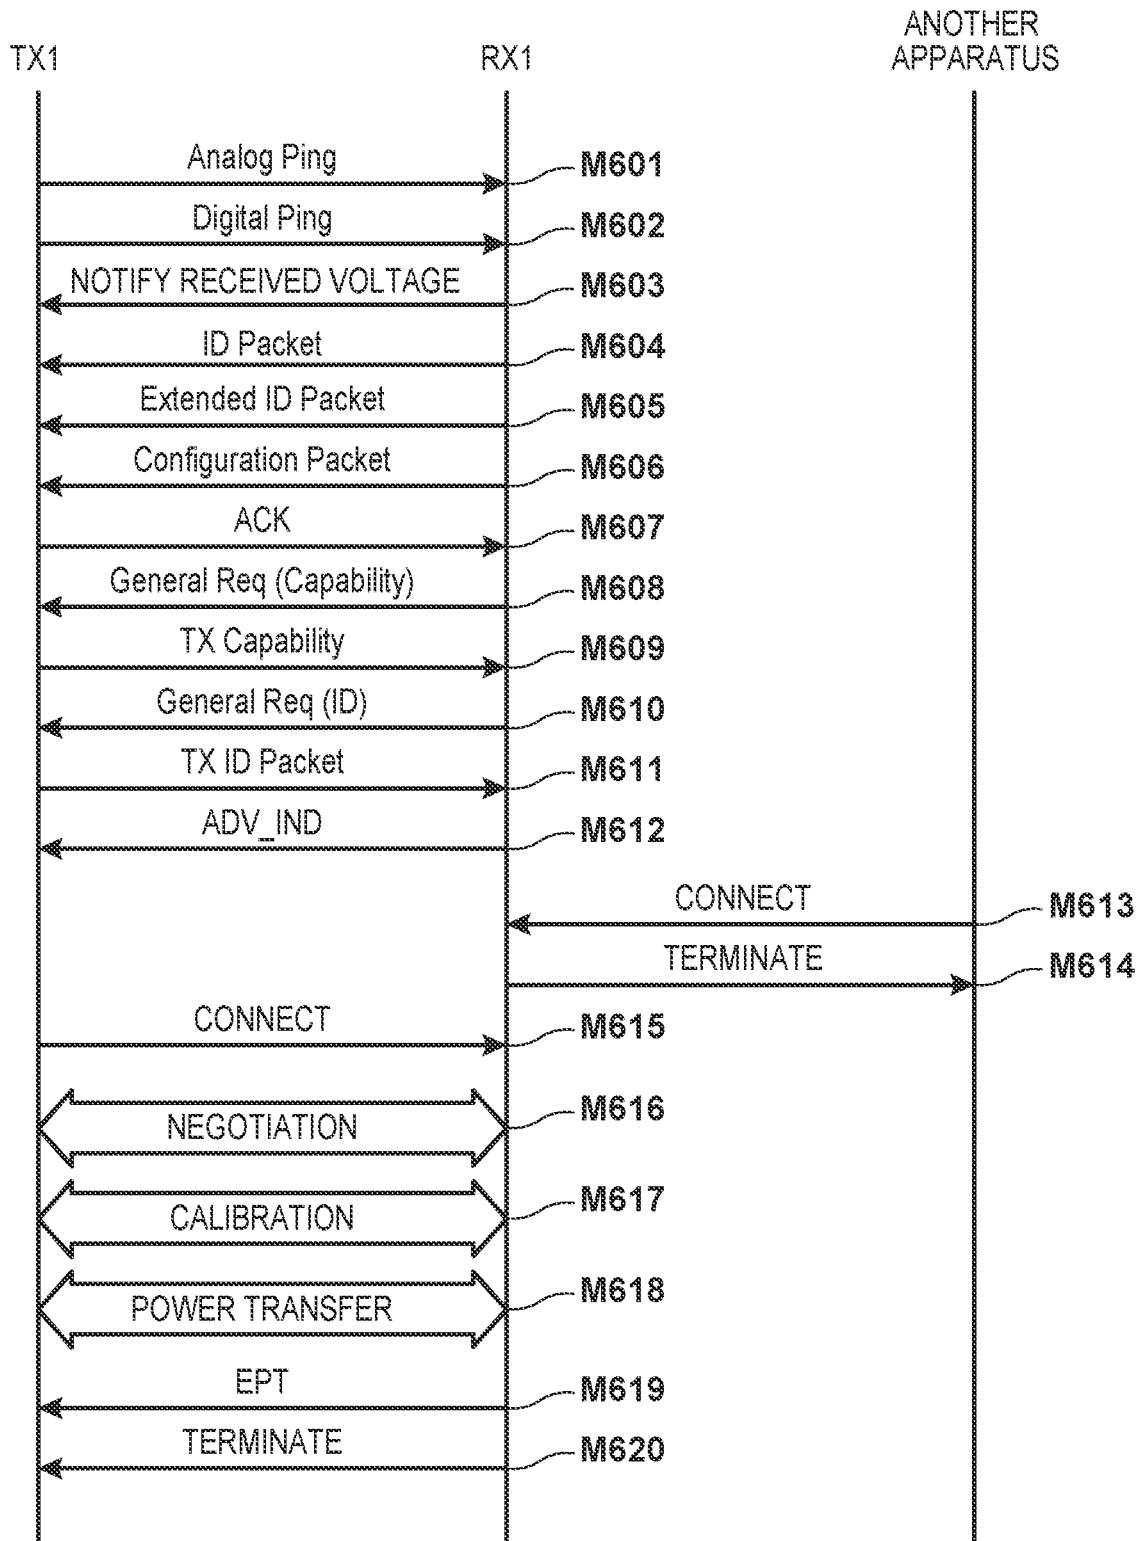 TX1
RX1
ANOTHER
APPARATUS
Analog Ping
M601
Digital Ping
M602
NOTIFY RECEIVED VOLTAGE
M603
ID Packet
M604
Extended ID Packet
M605
Configuration Packet
M606
ACK
M607
General Req (Capability)
M608
TX Capability
M609
General Req (ID)
M610
TX ID Packet
M611
ADV_IND
M612
CONNECT
M613
TERMINATE
M614
CONNECT
M615
NEGOTIATION
M616
CALIBRATION
M617
POWER TRANSFER
M618
EPT
M619
TERMINATE
M620